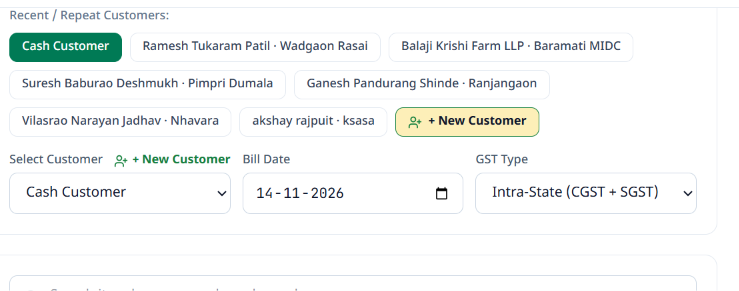 Recent / Repeat Customers:
Cash Customer Ramesh Tukaram Patil · Wadgaon Rasai Balaji Krishi Farm LLP · Baramati MIDC
Suresh Baburao Deshmukh · Pimpri Dumala Ganesh Pandurang Shinde · Ranjangaon
Vilasrao Narayan Jadhav · Nhavara akshay rajpuit · ksasa + New Customer
Select Customer + New Customer Bill Date GST Type
Cash Customer 14-11-2026 Intra-State (CGST + SGST)